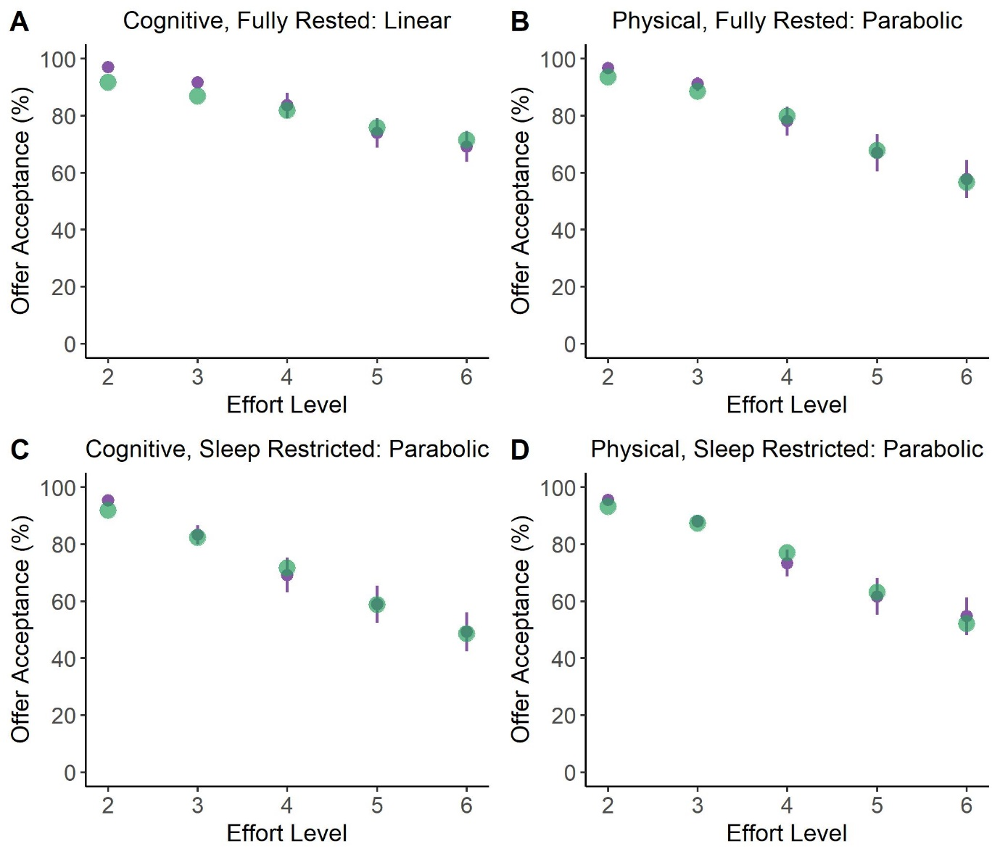 A Cognitive, Fully Rested: Linear
Offer Acceptance (%)
100
80
60
40
20
0
2 3 4 5 6
Effort Level
B Physical, Fully Rested: Parabolic
Offer Acceptance (%)
100
80
60
40
20
0
2 3 4 5 6
Effort Level
C Cognitive, Sleep Restricted: Parabolic
Offer Acceptance (%)
100
80
60
40
20
0
2 3 4 5 6
Effort Level
D Physical, Sleep Restricted: Parabolic
Offer Acceptance (%)
100
80
60
40
20
0
2 3 4 5 6
Effort Level